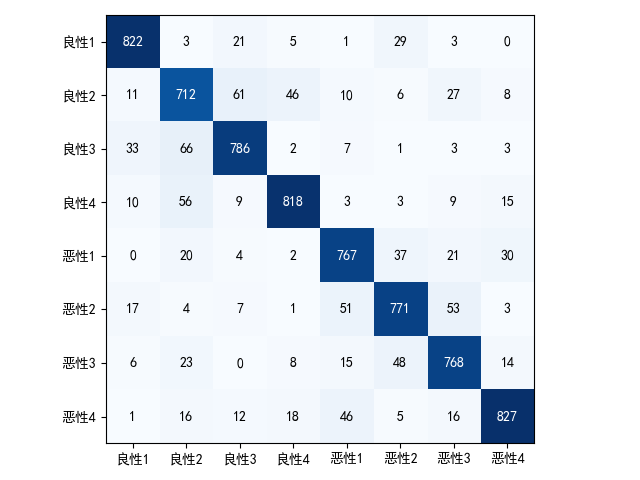 良性1 822 3 21 5 1 29 3 0
良性2 11 712 61 46 10 6 27 8
良性3 33 66 786 2 7 1 3 3
良性4 10 56 9 818 3 3 9 15
恶性1 0 20 4 2 767 37 21 30
恶性2 17 4 7 1 51 771 53 3
恶性3 6 23 0 8 15 48 768 14
恶性4 1 16 12 18 46 5 16 827
良性1 良性2 良性3 良性4 恶性1 恶性2 恶性3 恶性4